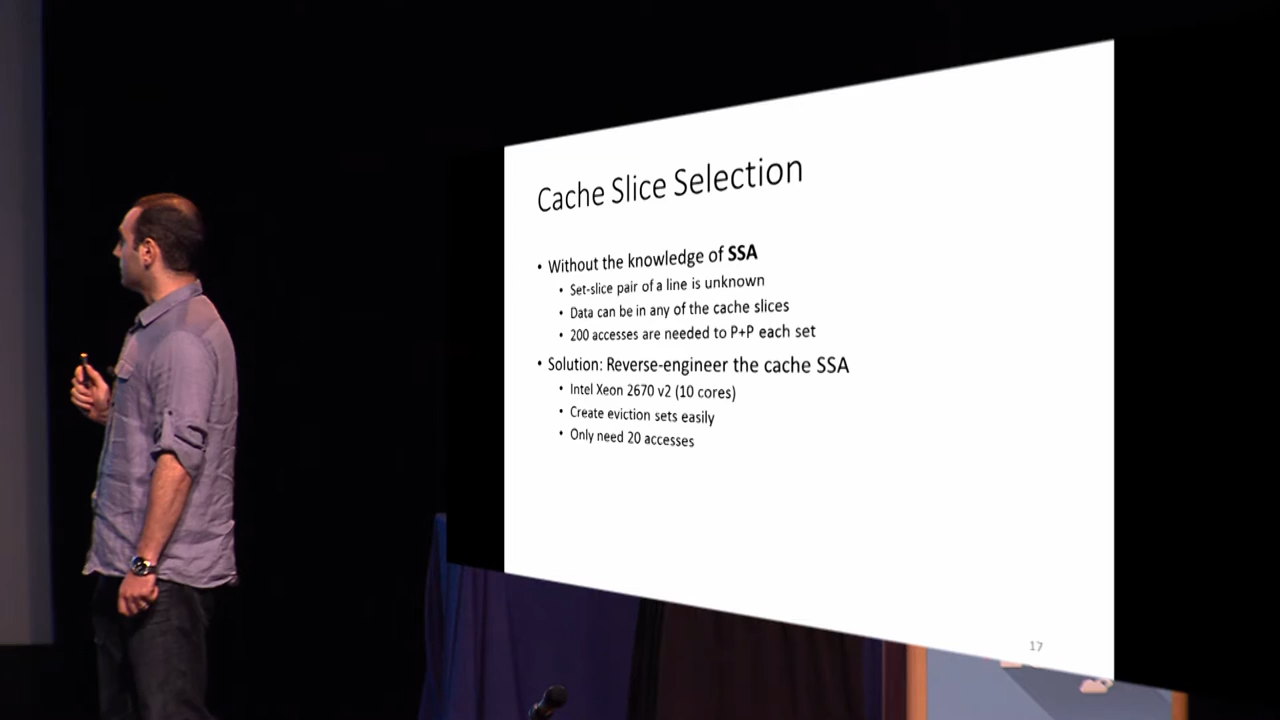 Cache Slice Selection
• Without the knowledge of SSA
• Set-slice pair of a line is unknown
• Data can be in any of the cache slices
• 200 accesses are needed to P+P each set
• Solution: Reverse-engineer the cache SSA
• Intel Xeon 2670 v2 (10 cores)
• Create eviction sets easily
• Only need 20 accesses
17